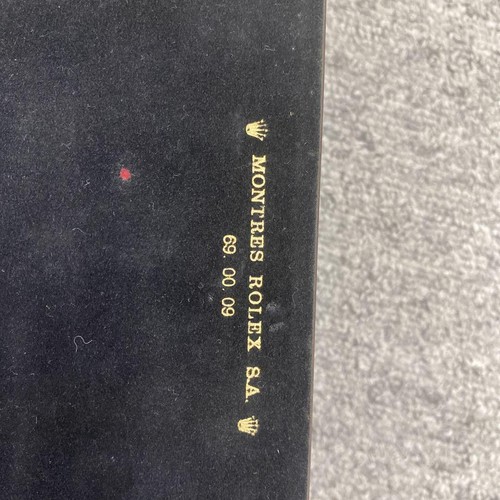 MONTRES ROLEX S.A.
69. 00. 09